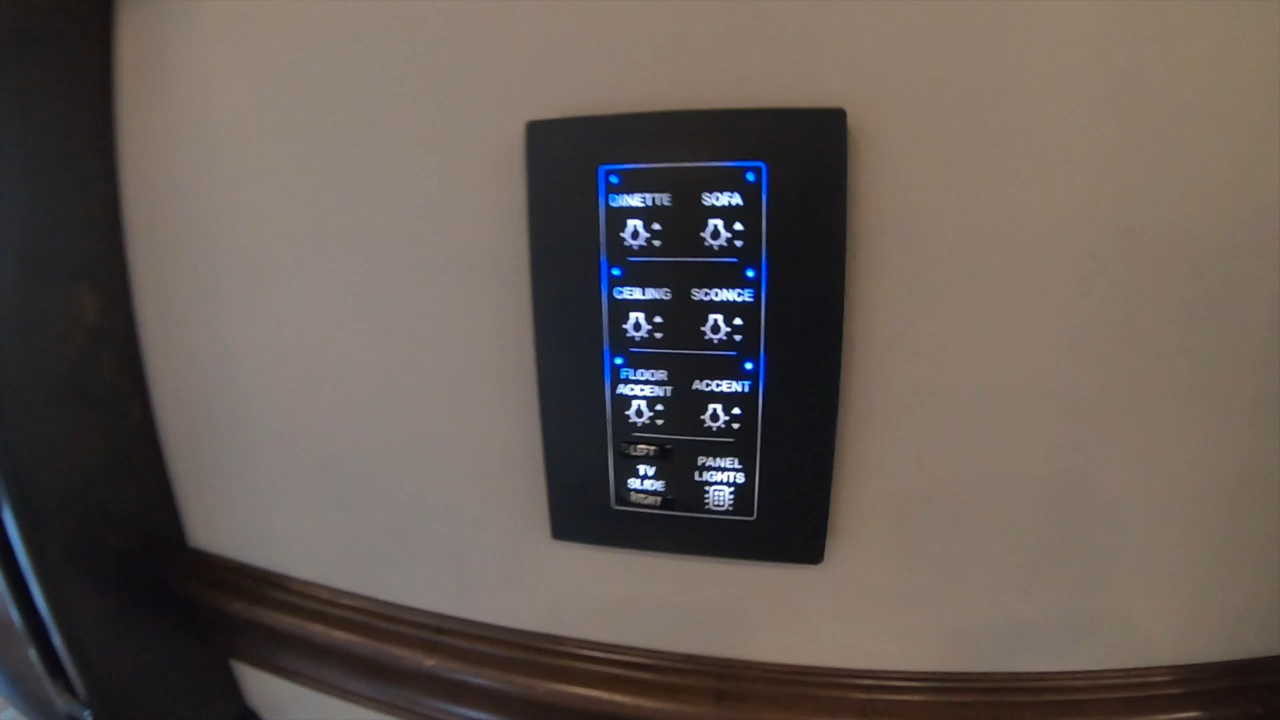 DINETTE SOFA
CEILING SCONCE
FLOOR
ACCENT
ACCENT
LEFT
TV
SLIDE
RIGHT
PANEL
LIGHTS